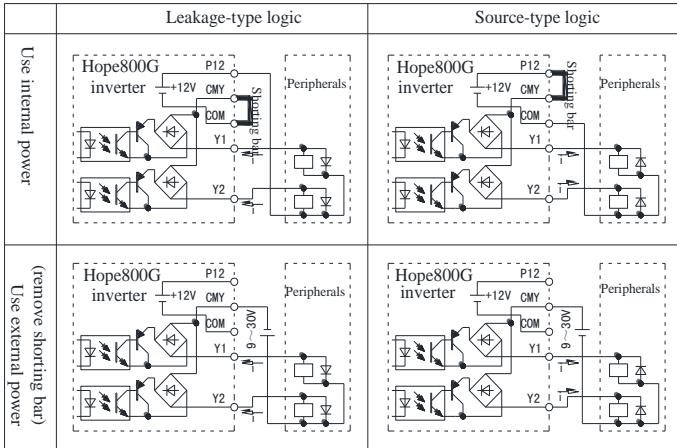 Leakage-type logic
Source-type logic
Use internal power
Hope800G
inverter
P12
+12V
CMY
COM
Shorting bar
Y1
Y2
I
I
Peripherals
Hope800G
inverter
P12
+12V
CMY
COM
Shorting bar
Y1
Y2
I
I
Peripherals
Use external power
(remove shorting bar)
Hope800G
inverter
P12
+12V
CMY
COM
9～30V
Y1
Y2
I
I
Peripherals
Hope800G
inverter
P12
+12V
CMY
COM
9～30V
Y1
Y2
I
I
Peripherals